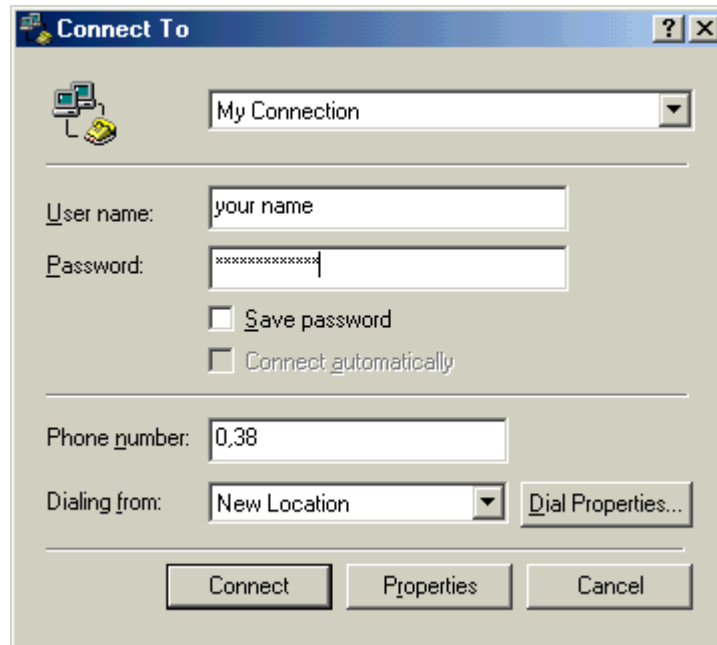 Connect To
My Connection
User name: your name
Password: *************
Save password
Connect automatically
Phone number: 0,38
Dialing from: New Location Dial Properties...
Connect Properties Cancel